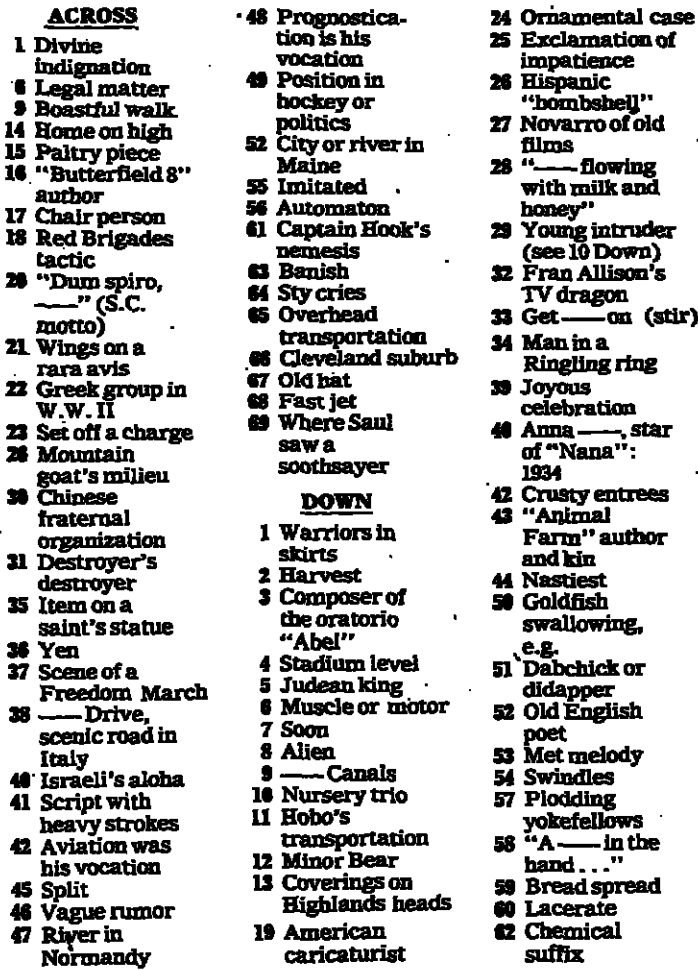 ACROSS
1 Divine
indignation
6 Legal matter
9 Boastful walk
14 Home on high
15 Paltry piece
16 "Butterfield 8"
author
17 Chair person
18 Red Brigades
tactic
20 "Dum spiro,
——" (S.C.
motto)
21 Wings on a
rara avis
22 Greek group in
W.W. II
23 Set off a charge
26 Mountain
goat's milieu
30 Chinese
fraternal
organization
31 Destroyer's
destroyer
35 Item on a
saint's statue
36 Yen
37 Scene of a
Freedom March
38 —— Drive,
scenic road in
Italy
40 Israeli's aloha
41 Script with
heavy strokes
42 Aviation was
his vocation
45 Split
46 Vague rumor
47 River in
Normandy
48 Prognostica-
tion is his
vocation
49 Position in
hockey or
politics
52 City or river in
Maine
55 Imitated
56 Automaton
61 Captain Hook's
nemesis
63 Banish
64 Sty cries
65 Overhead
transportation
66 Cleveland suburb
67 Old hat
68 Fast jet
69 Where Saul
saw a
soothsayer
DOWN
1 Warriors in
skirts
2 Harvest
3 Composer of
the oratorio
"Abel"
4 Stadium level
5 Judean king
6 Muscle or motor
7 Soon
8 Alien
9 —— Canals
10 Nursery trio
11 Hobo's
transportation
12 Minor Bear
13 Coverings on
Highlands heads
19 American
caricaturist
24 Ornamental case
25 Exclamation of
impatience
26 Hispanic
"bombshell"
27 Novarro of old
films
28 "—— flowing
with milk and
honey"
29 Young intruder
(see 10 Down)
32 Fran Allison's
TV dragon
33 Get —— on (stir)
34 Man in a
Ringling ring
39 Joyous
celebration
40 Anna ——, star
of "Nana":
1934
42 Crusty entrees
43 "Animal
Farm" author
and kin
44 Nastiest
50 Goldfish
swallowing,
e.g.
51 Dabchick or
didapper
52 Old English
poet
53 Met melody
54 Swindles
57 Plodding
yokefellows
58 "A —— in the
hand . . ."
59 Bread spread
60 Lacerate
62 Chemical
suffix